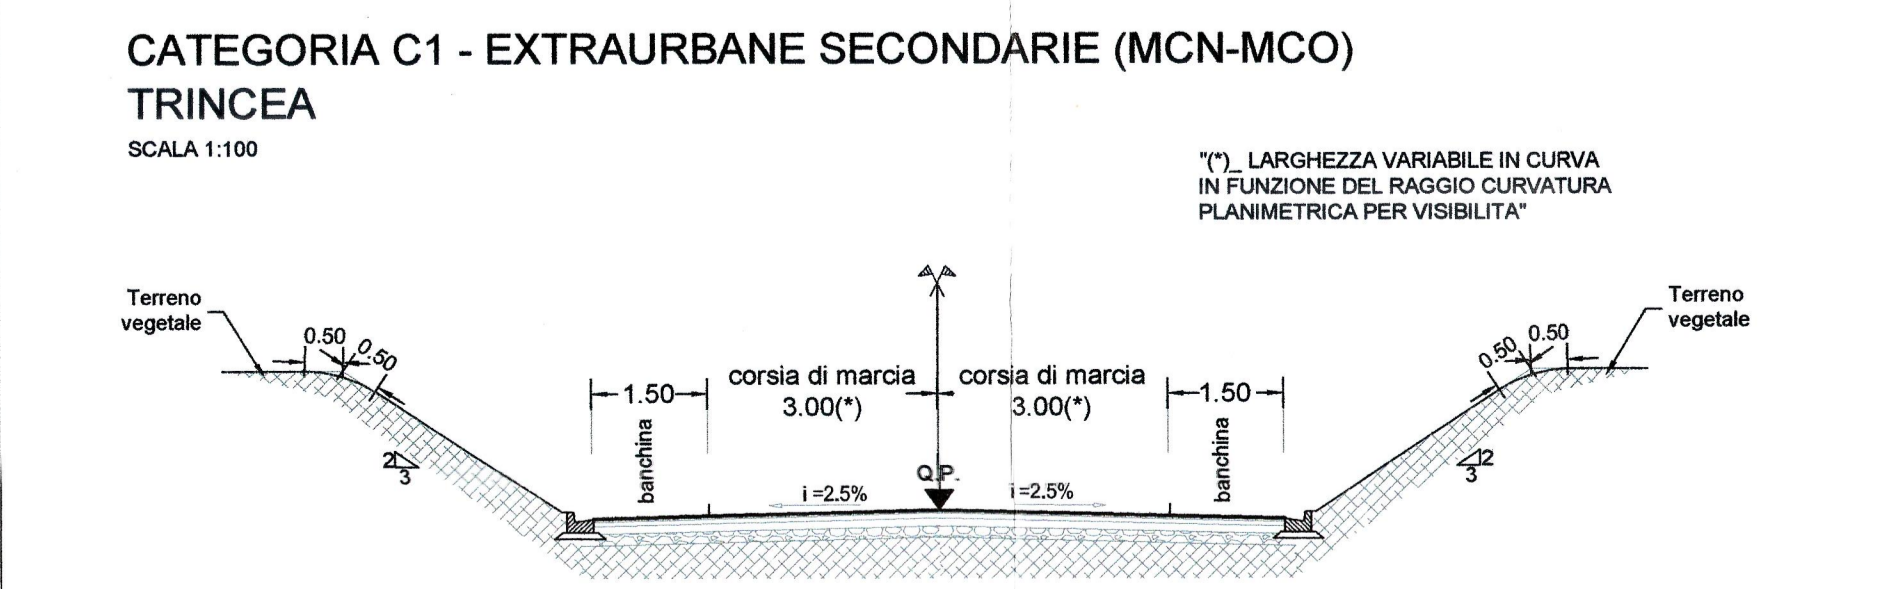 CATEGORIA C1 - EXTRAURBANE SECONDARIE (MCN-MCO)
TRINCEA
SCALA 1:100
"(*)_ LARGHEZZA VARIABILE IN CURVA
IN FUNZIONE DEL RAGGIO CURVATURA
PLANIMETRICA PER VISIBILITA"
Terreno
vegetale
0.50
0.50
1.50
banchina
corsia di marcia
3.00(*)
corsia di marcia
3.00(*)
1.50
banchina
0.50
0.50
Terreno
vegetale
2
3
Q.P.
i =2.5%
i =2.5%
2
3